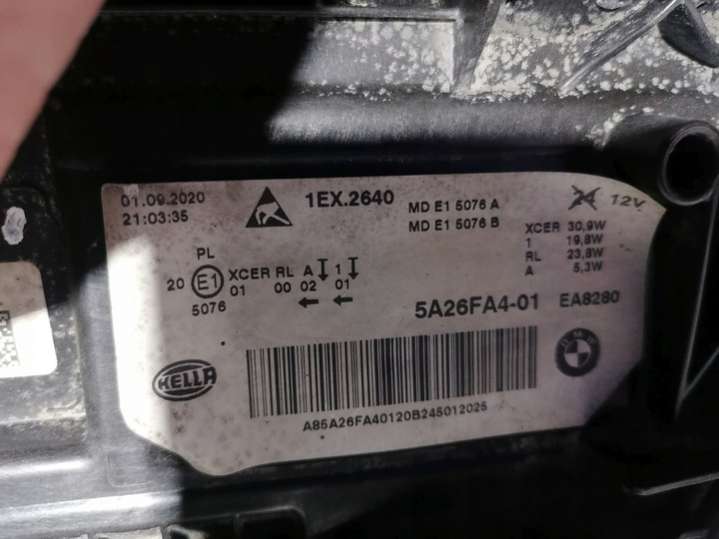 01.09.2020
21:03:35
1EX.2640
MD E1 5076 A
MD E1 5076 B
12V
XCER 30,9W
1 19,8W
RL 23,8W
A 5,3W
PL
20 E1 XCER RL A 1
01 00 02 01
5076
5A26FA4-01 EA8280
HELLA
BMW
A85A26FA40120B245012025